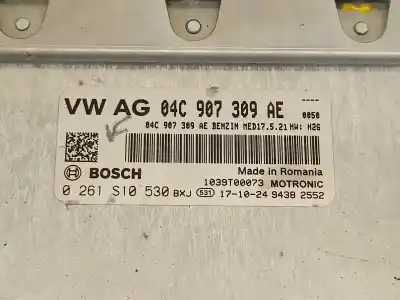 VW AG 04C 907 309 AE
----
0050
04C 907 309 AE BENZIN MED17.5.21 HW: H26
BOSCH
Made in Romania
1039T00073 MOTRONIC
0 261 S10 530 BXJ 531 17-10-24 9438 2552